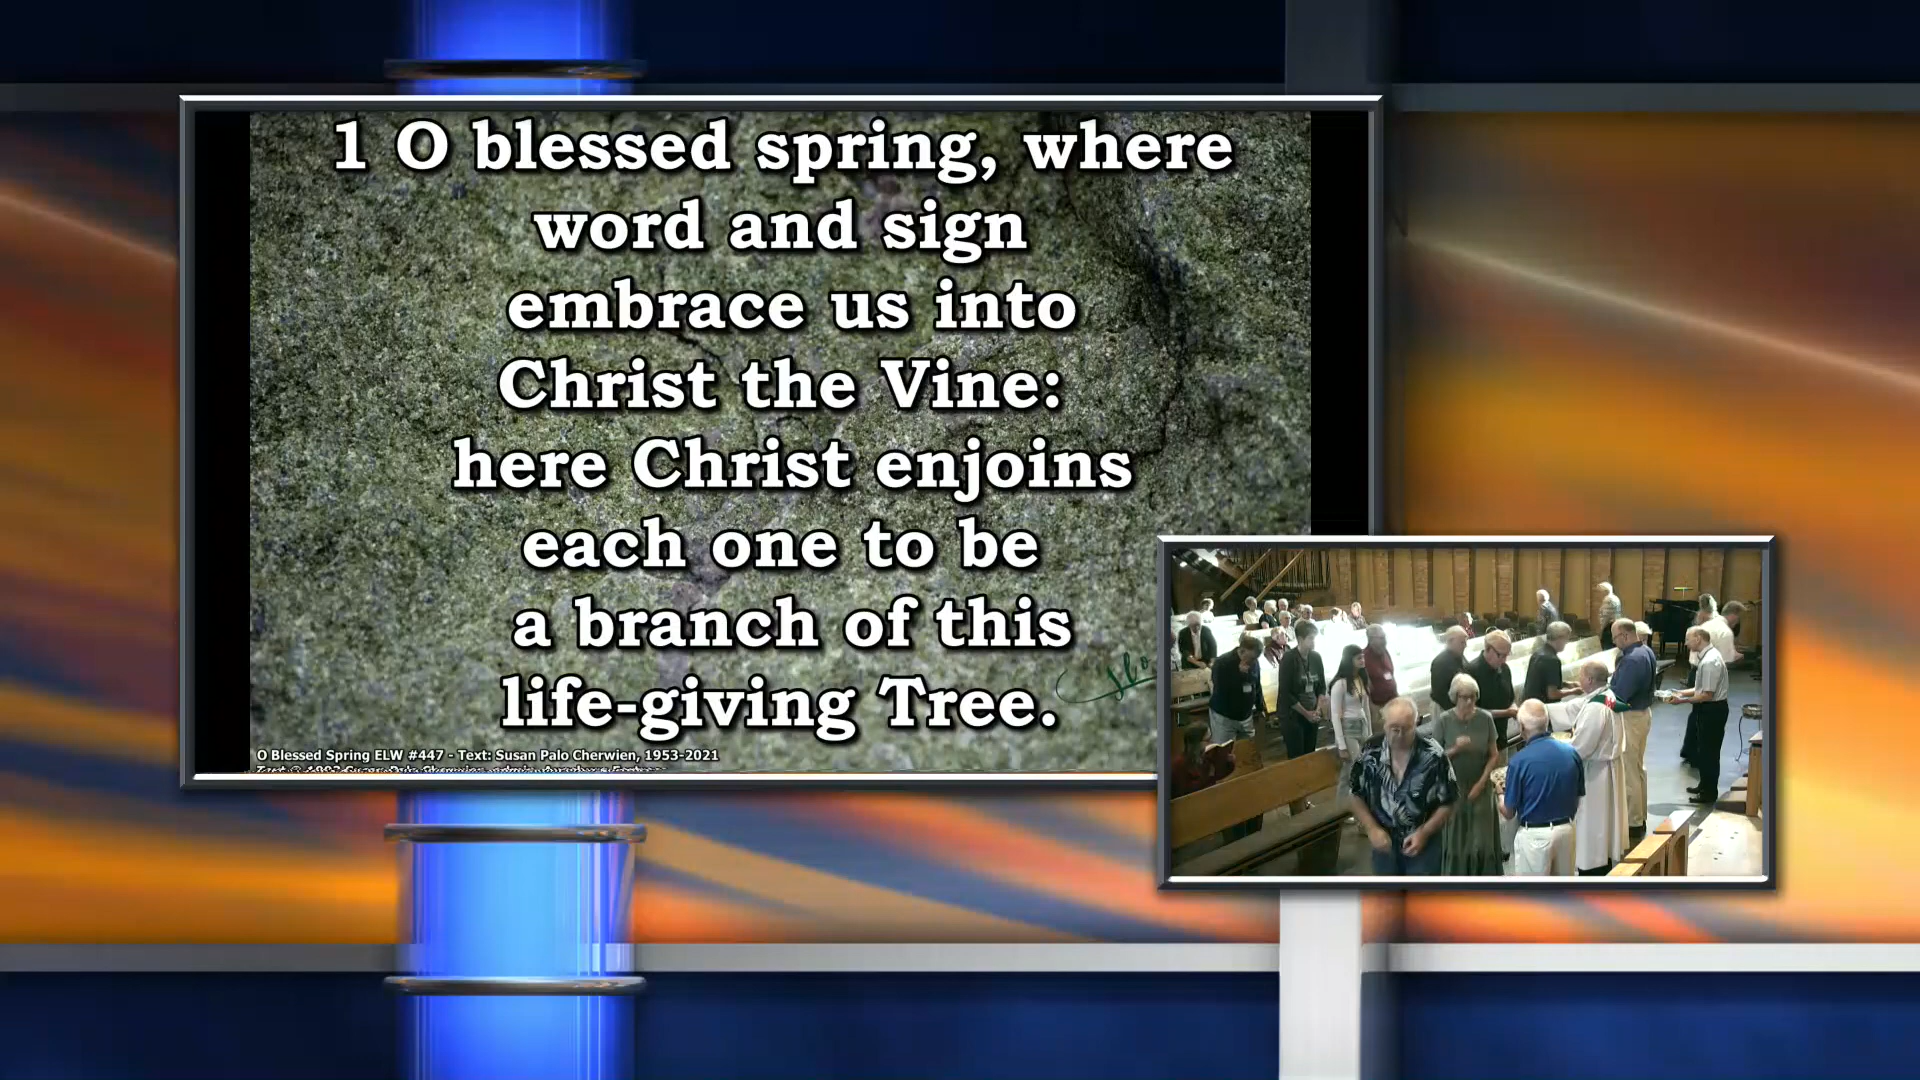 1 O blessed spring, where
word and sign
embrace us into
Christ the Vine:
here Christ enjoins
each one to be
a branch of this
life-giving Tree.
O Blessed Spring ELW #447 - Text: Susan Palo Cherwien, 1953-2021